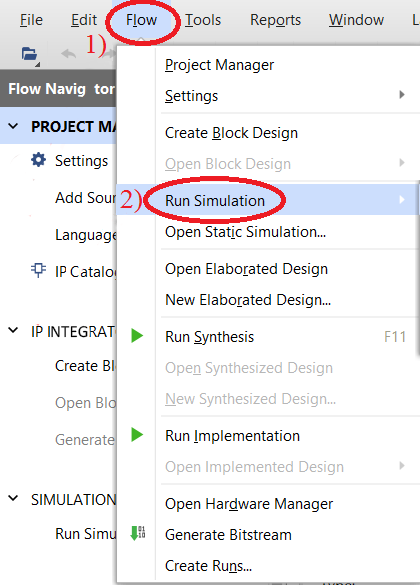 File Edit Flow Tools Reports Window
1)
Flow Navig tor
Project Manager
Settings
PROJECT MA
Create Block Design
Settings
Open Block Design
Add Sour
2) Run Simulation
Language
Open Static Simulation...
IP Catalo
Open Elaborated Design
New Elaborated Design...
IP INTEGRAT
Run Synthesis F11
Create Blo
Open Synthesized Design
Open Bloc
New Synthesized Design...
Generate
Run Implementation
Open Implemented Design
SIMULATION
Open Hardware Manager
Run Simu
Generate Bitstream
Create Runs...